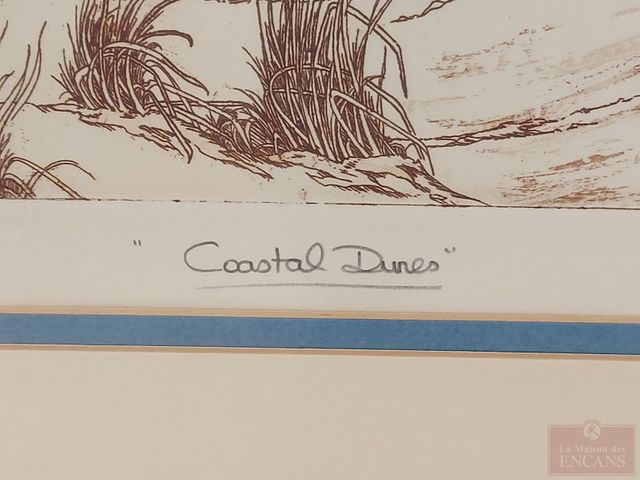 "Coastal Dunes"
La Maison des
ENCANS